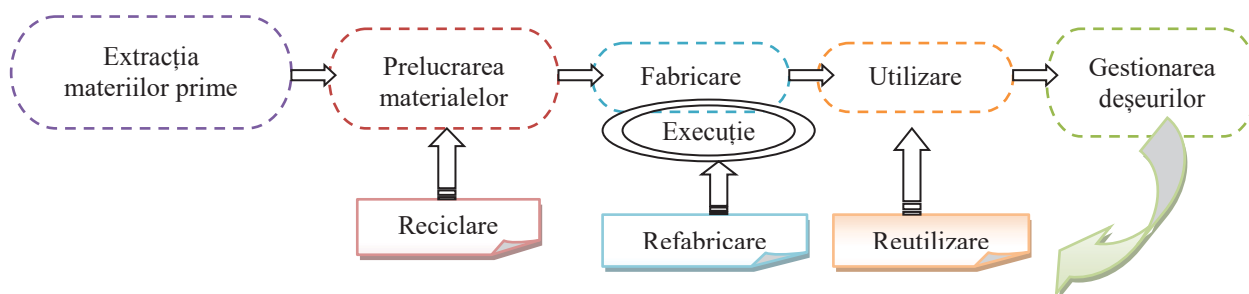 Extracția
materiilor prime
Prelucrarea
materialelor
Fabricare
Execuție
Utilizare
Gestionarea
deșeurilor
Reciclare
Refabricare
Reutilizare